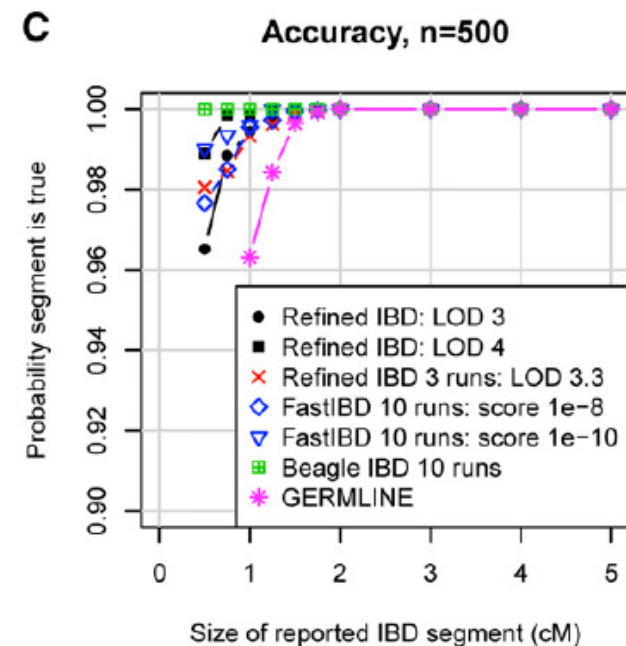 C
Accuracy, n=500
Probability segment is true
1.00
0.98
0.96
0.94
0.92
0.90
Refined IBD: LOD 3
Refined IBD: LOD 4
Refined IBD 3 runs: LOD 3.3
FastIBD 10 runs: score 1e−8
FastIBD 10 runs: score 1e−10
Beagle IBD 10 runs
GERMLINE
0 1 2 3 4 5
Size of reported IBD segment (cM)